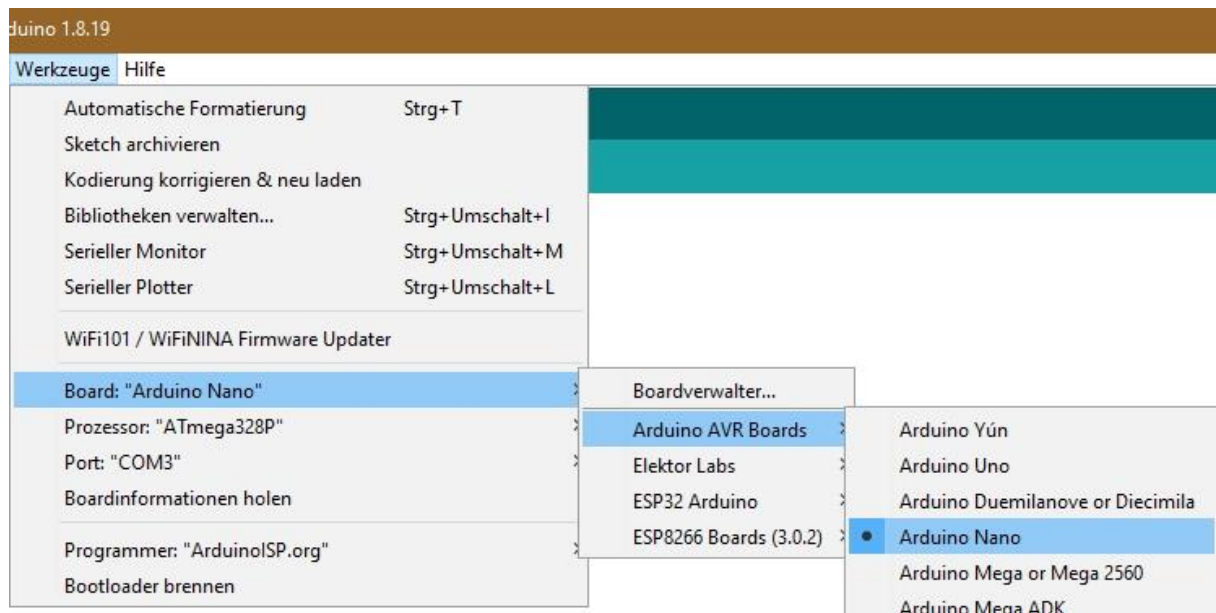 duino 1.8.19
Werkzeuge Hilfe
Automatische Formatierung Strg+T
Sketch archivieren
Kodierung korrigieren & neu laden
Bibliotheken verwalten... Strg+Umschalt+I
Serieller Monitor Strg+Umschalt+M
Serieller Plotter Strg+Umschalt+L
WiFi101 / WiFiNINA Firmware Updater
Board: "Arduino Nano"
Prozessor: "ATmega328P"
Port: "COM3"
Boardinformationen holen
Programmer: "ArduinoISP.org"
Bootloader brennen
Boardverwalter...
Arduino AVR Boards
Elektor Labs
ESP32 Arduino
ESP8266 Boards (3.0.2)
Arduino Yún
Arduino Uno
Arduino Duemilanove or Diecimila
Arduino Nano
Arduino Mega or Mega 2560
Arduino Mega ADK